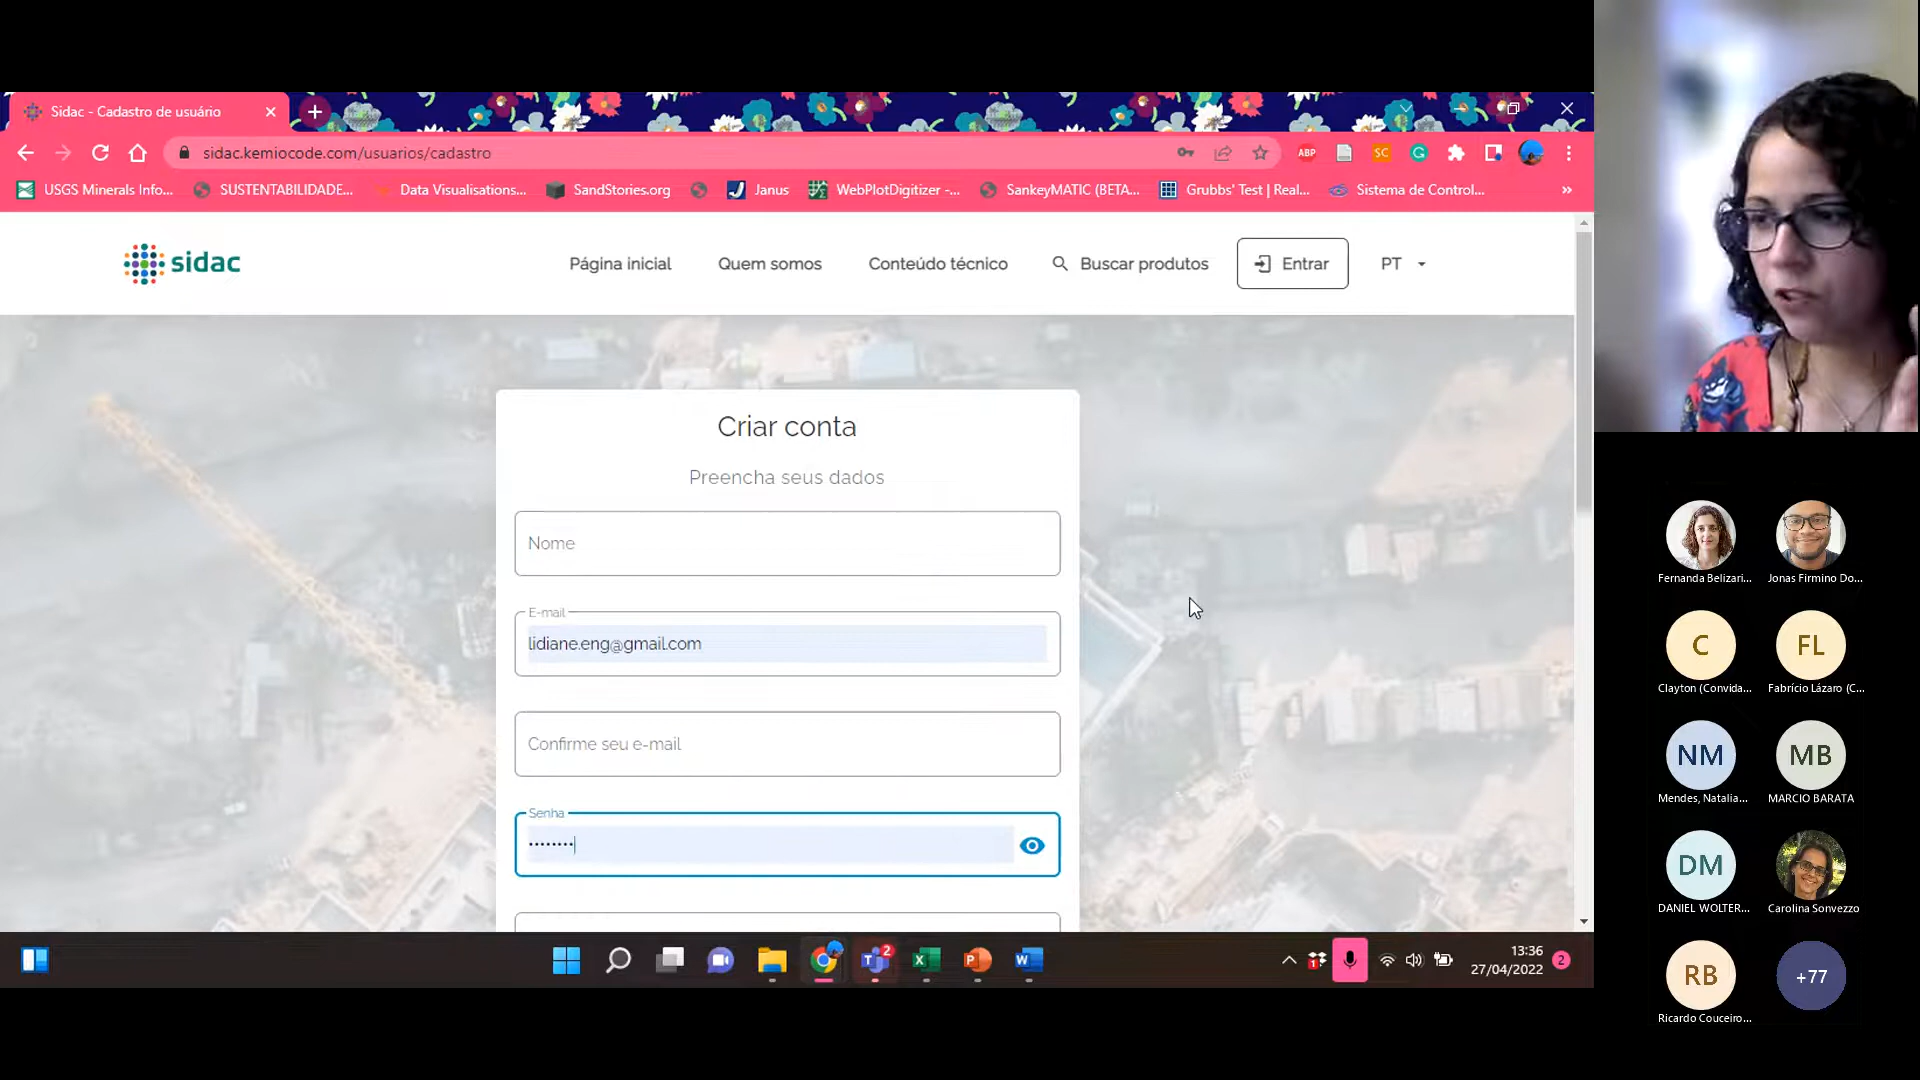 Sidac - Cadastro de usuário
sidac.kemiocode.com/usuarios/cadastro
ABP
SC
USGS Minerals Info...
SUSTENTABILIDADE...
Data Visualisations...
SandStories.org
Janus
WebPlotDigitizer -...
SankeyMATIC (BETA...
Grubbs' Test | Real...
Sistema de Control...
»
sidac
Página inicial
Quem somos
Conteúdo técnico
Buscar produtos
Entrar
PT
Criar conta
Preencha seus dados
Nome
E-mail
lidiane.eng@gmail.com
Confirme seu e-mail
Senha
••••••••
13:36
27/04/2022
2
Fernanda Belizari...
Jonas Firmino Do...
C
Clayton (Convida...
FL
Fabrício Lázaro (C...
NM
Mendes, Natalia...
MB
MARCIO BARATA
DM
DANIEL WOLTER...
Carolina Sonvezzo
RB
Ricardo Couceiro...
+77